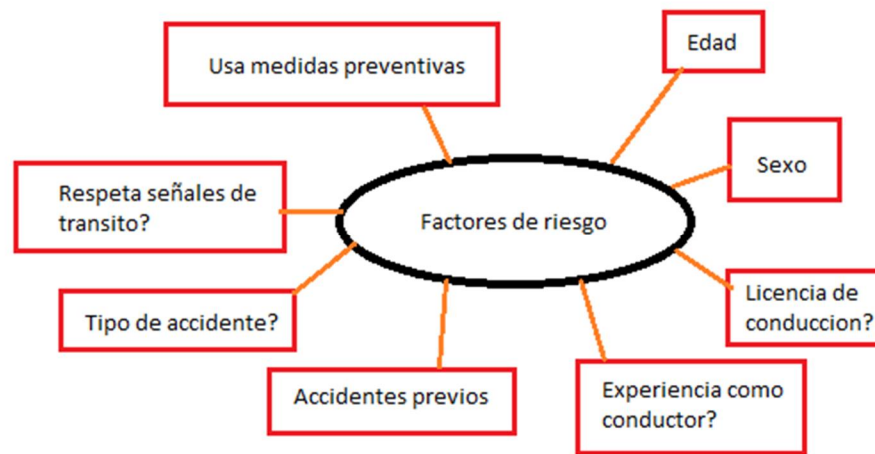 Usa medidas preventivas
Edad
Respeta señales de
transito?
Sexo
Factores de riesgo
Tipo de accidente?
Licencia de
conduccion?
Accidentes previos
Experiencia como
conductor?